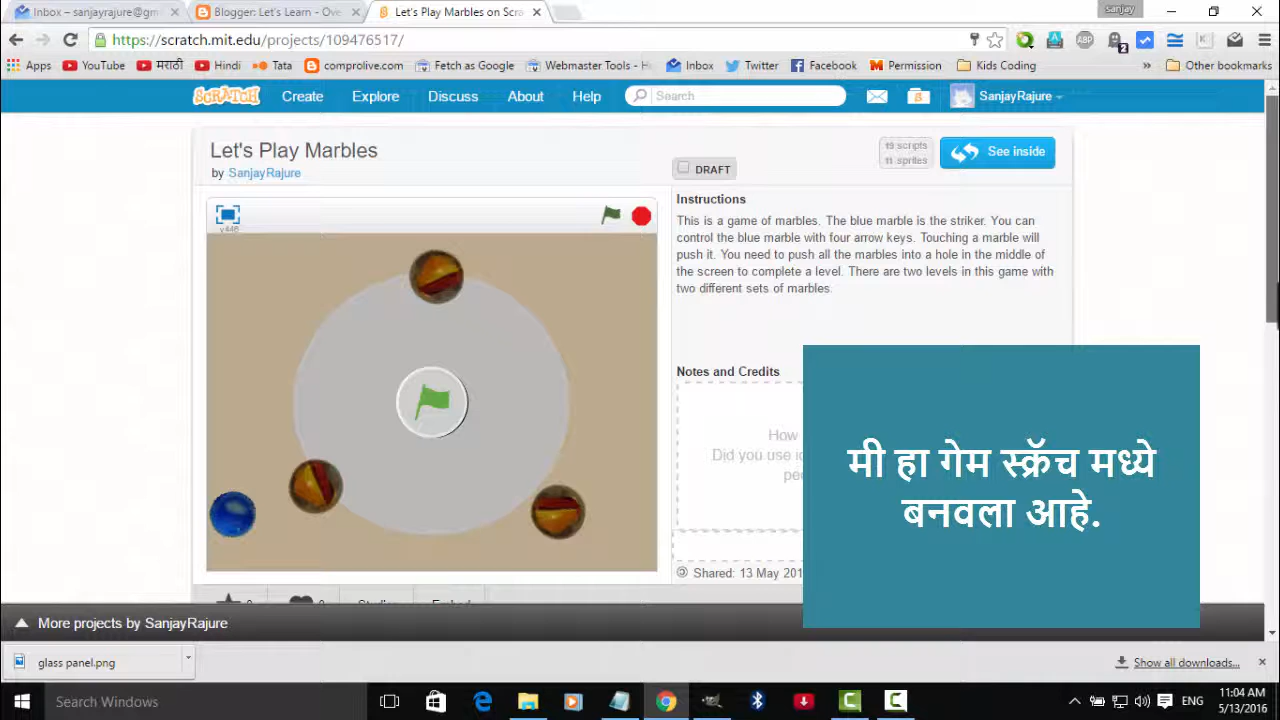 Inbox – sanjayrajure@gm
Blogger: Let's Learn - Ove
Let's Play Marbles on Scra
sanjay
https://scratch.mit.edu/projects/109476517/
ABP
2
Apps YouTube मराठी Hindi Tata comprolive.com Fetch as Google Webmaster Tools - H Inbox Twitter Facebook Permission Kids Coding » Other bookmarks
SCRATCH Create Explore Discuss About Help Search SanjayRajure
Let's Play Marbles
by SanjayRajure
DRAFT
19 scripts
11 sprites
See inside
v446
Instructions
This is a game of marbles. The blue marble is the striker. You can
control the blue marble with four arrow keys. Touching a marble will
push it. You need to push all the marbles into a hole in the middle of
the screen to complete a level. There are two levels in this game with
two different sets of marbles.
Notes and Credits
How
Did you use
pe
Shared: 13 May 201
मी हा गेम स्क्रॅच मध्ये
बनवला आहे.
More projects by SanjayRajure
glass panel.png
Show all downloads...
Search Windows
ENG
11:04 AM
5/13/2016